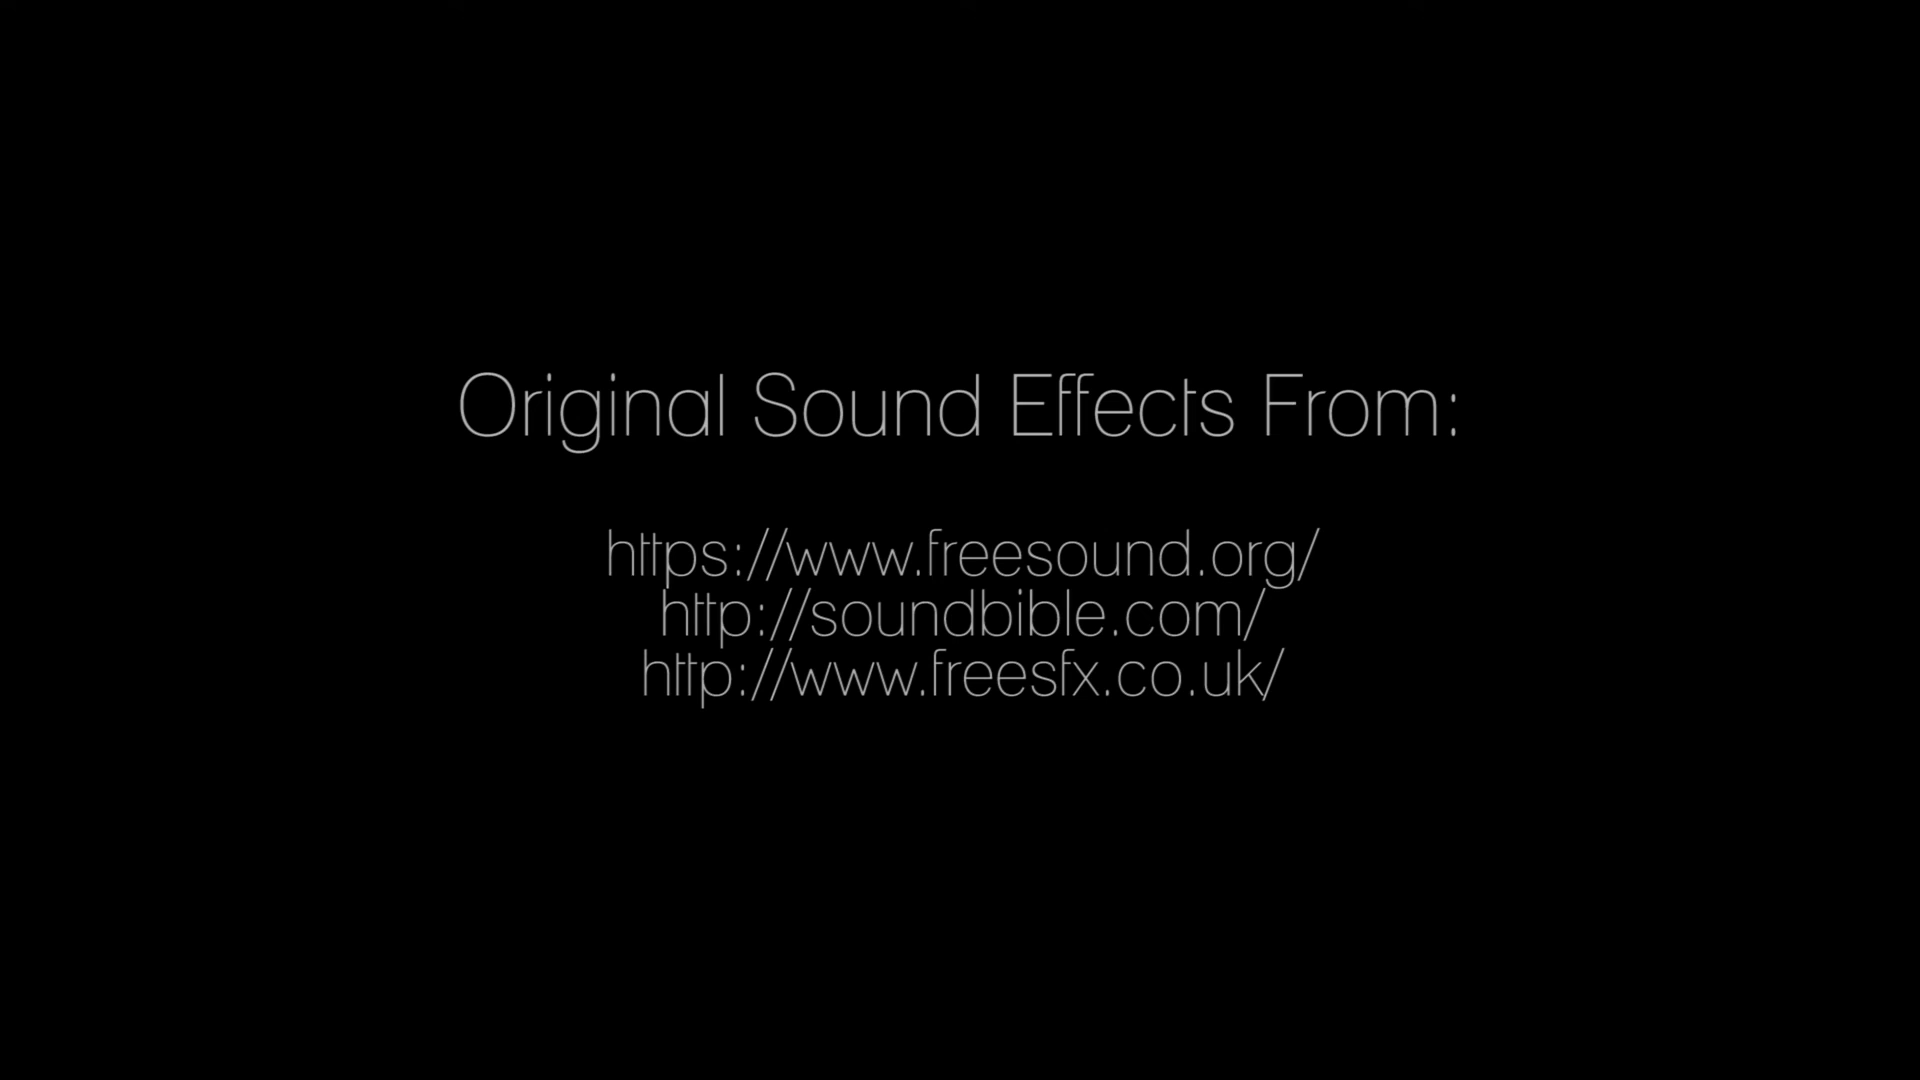 Original Sound Effects From:
https://www.freesound.org/
http://soundbible.com/
http://www.freesfx.co.uk/